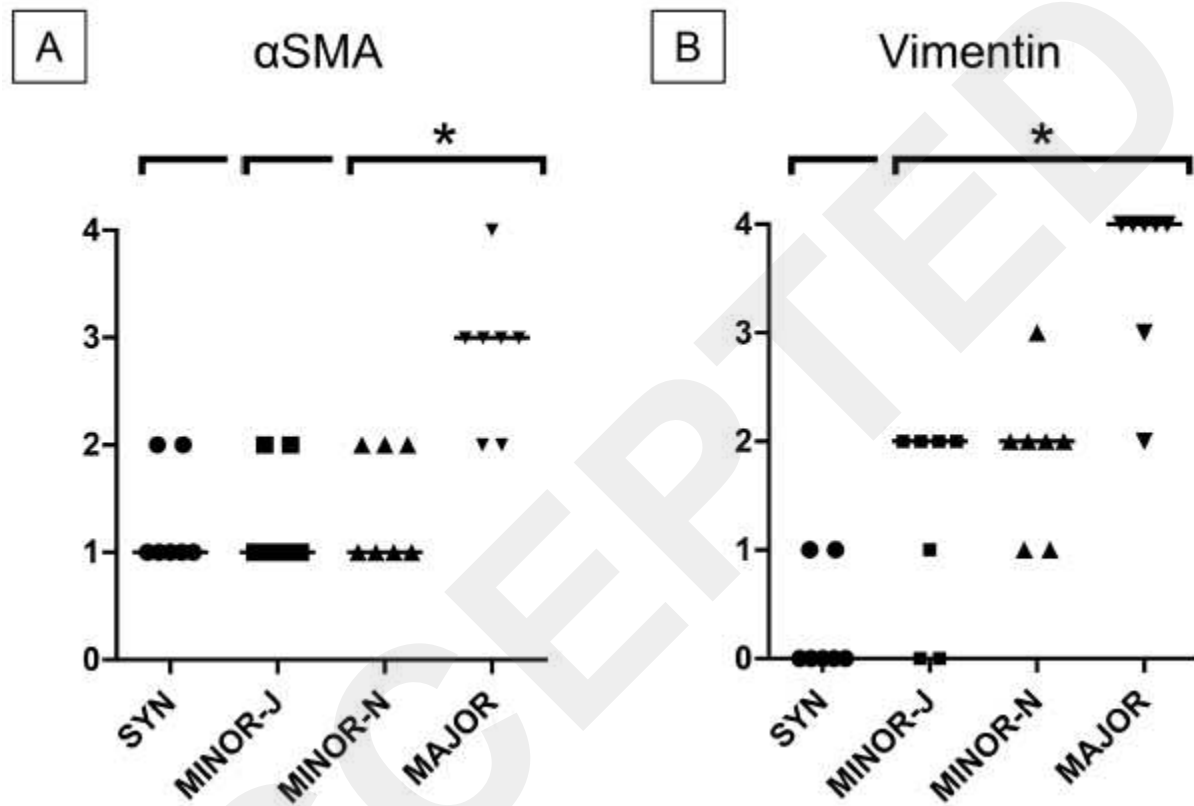 A αSMA
B Vimentin
*
*
4
3
2
1
0
SYN
MINOR-J
MINOR-N
MAJOR
4
3
2
1
0
SYN
MINOR-J
MINOR-N
MAJOR
CCEPTED